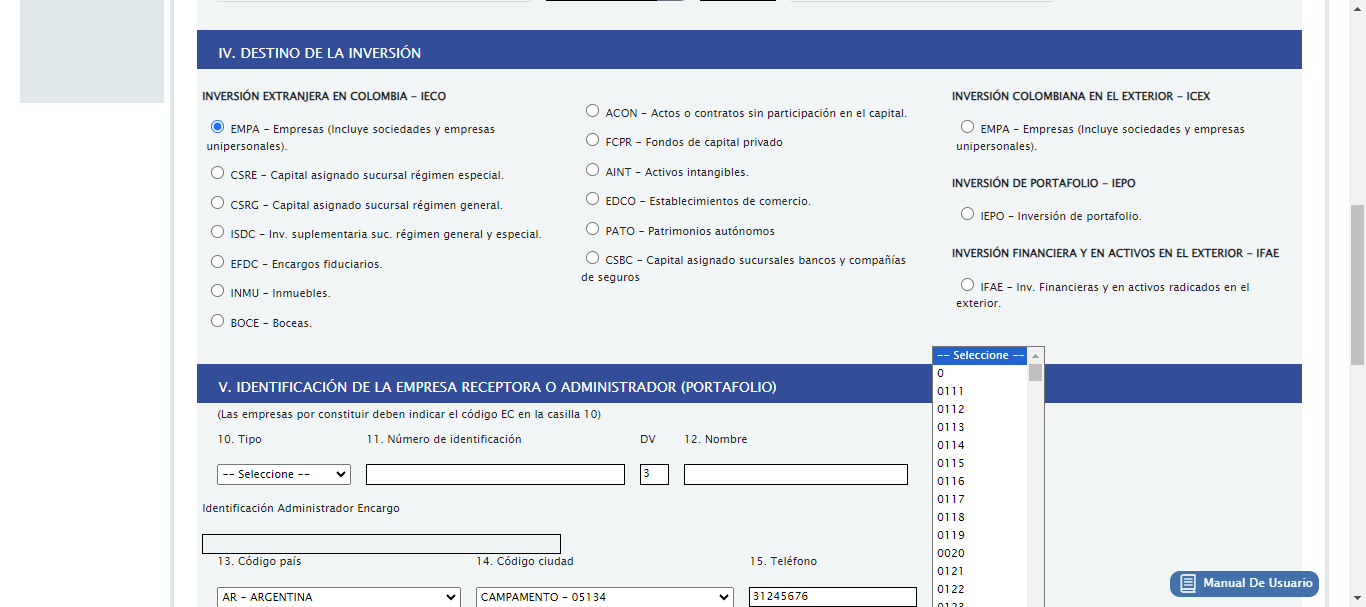 IV. DESTINO DE LA INVERSIÓN
INVERSIÓN EXTRANJERA EN COLOMBIA – IECO
EMPA – Empresas (Incluye sociedades y empresas
unipersonales).
CSRE – Capital asignado sucursal régimen especial.
CSRG – Capital asignado sucursal régimen general.
ISDC – Inv. suplementaria suc. régimen general y especial.
EFDC – Encargos fiduciarios.
INMU – Inmuebles.
BOCE – Boceas.
ACON – Actos o contratos sin participación en el capital.
FCPR – Fondos de capital privado
AINT – Activos intangibles.
EDCO – Establecimientos de comercio.
PATO – Patrimonios autónomos
CSBC – Capital asignado sucursales bancos y compañías
de seguros
INVERSIÓN COLOMBIANA EN EL EXTERIOR – ICEX
EMPA – Empresas (Incluye sociedades y empresas
unipersonales).
INVERSIÓN DE PORTAFOLIO – IEPO
IEPO – Inversión de portafolio.
INVERSIÓN FINANCIERA Y EN ACTIVOS EN EL EXTERIOR – IFAE
IFAE – Inv. Financieras y en activos radicados en el
exterior.
V. IDENTIFICACIÓN DE LA EMPRESA RECEPTORA O ADMINISTRADOR (PORTAFOLIO)
(Las empresas por constituir deben indicar el código EC en la casilla 10)
10. Tipo
11. Número de identificación
DV
12. Nombre
-- Seleccione --
3
Identificación Administrador Encargo
13. Código país
14. Código ciudad
15. Teléfono
AR – ARGENTINA
CAMPAMENTO – 05134
31245676
-- Seleccione --
0
0111
0112
0113
0114
0115
0116
0117
0118
0119
0020
0121
0122
0123
Manual De Usuario